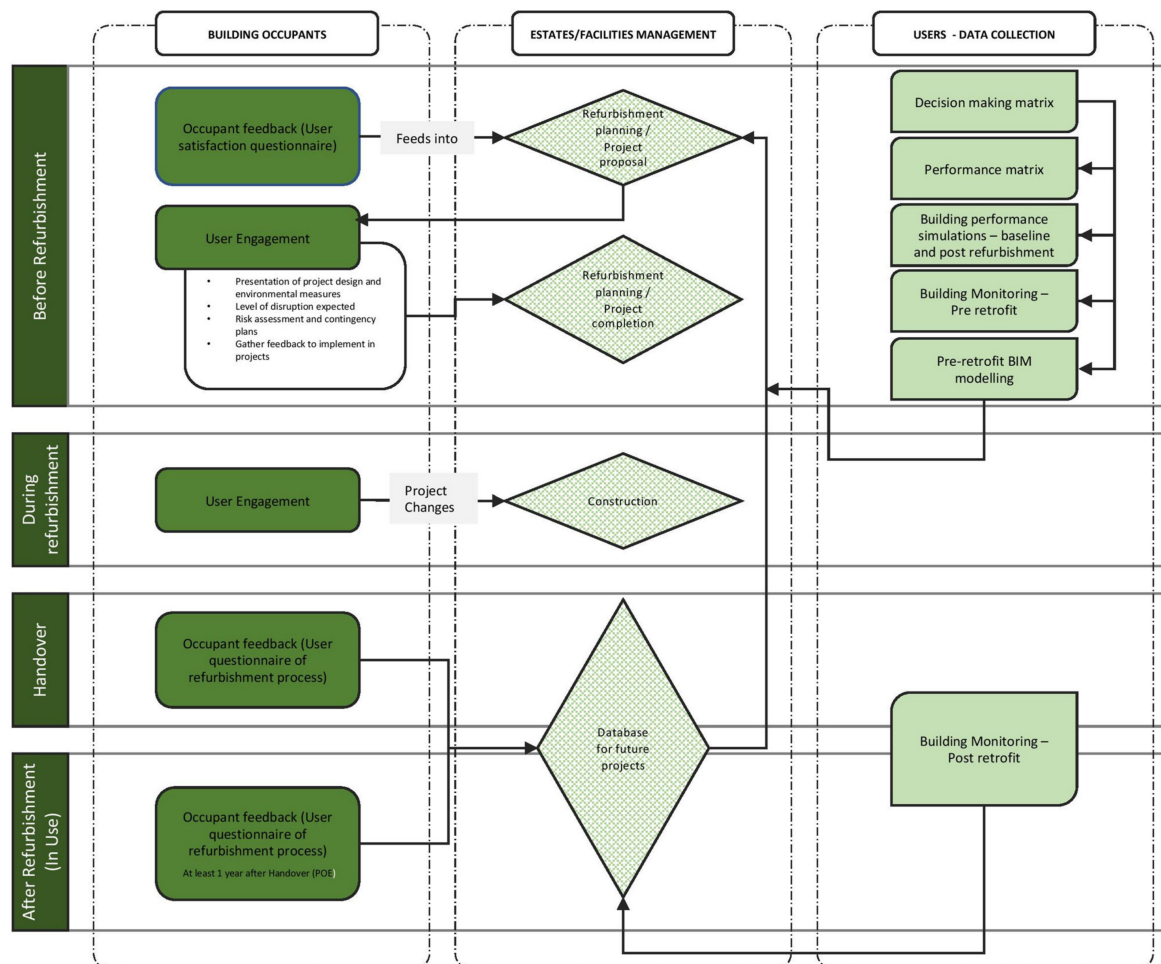 BUILDING OCCUPANTS
ESTATES/FACILITIES MANAGEMENT
USERS - DATA COLLECTION
Before Refurbishment
Occupant feedback (User
satisfaction questionnaire)
Feeds into
Refurbishment
planning /
Project
proposal
Decision making matrix
Performance matrix
User Engagement
Building performance
simulations – baseline
and post refurbishment
• Presentation of project design and
environmental measures
• Level of disruption expected
• Risk assessment and contingency
plans
• Gather feedback to implement in
projects
Refurbishment
planning /
Project
completion
Building Monitoring –
Pre retrofit
Pre-retrofit BIM
modelling
During
refurbishment
User Engagement
Project
Changes
Construction
Handover
Occupant feedback (User
questionnaire of
refurbishment process)
Database
for future
projects
Building Monitoring –
Post retrofit
After Refurbishment
(In Use)
Occupant feedback (User
questionnaire of
refurbishment process)
At least 1 year after Handover (POE)